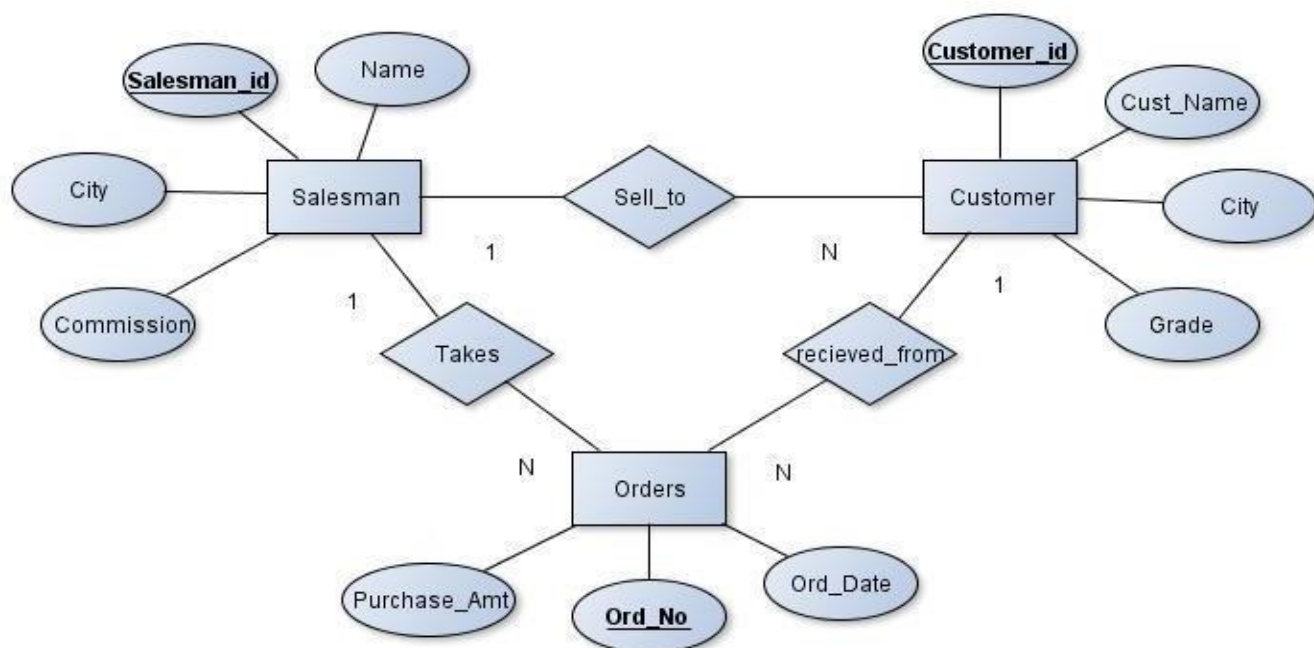 Salesman_id
Name
Customer_id
Cust_Name
City
Salesman
Sell_to
Customer
City
1
N
Commission
1
1
Grade
Takes
recieved_from
N
N
Orders
Purchase_Amt
Ord_No
Ord_Date